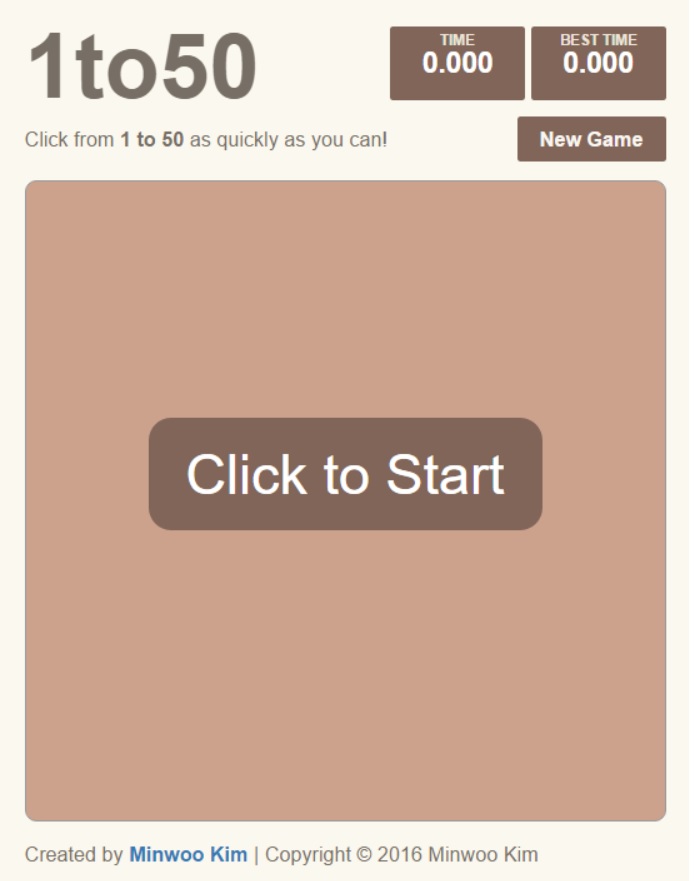 1to50
TIME
0.000
BEST TIME
0.000
Click from 1 to 50 as quickly as you can!
New Game
Click to Start
Created by Minwoo Kim | Copyright © 2016 Minwoo Kim